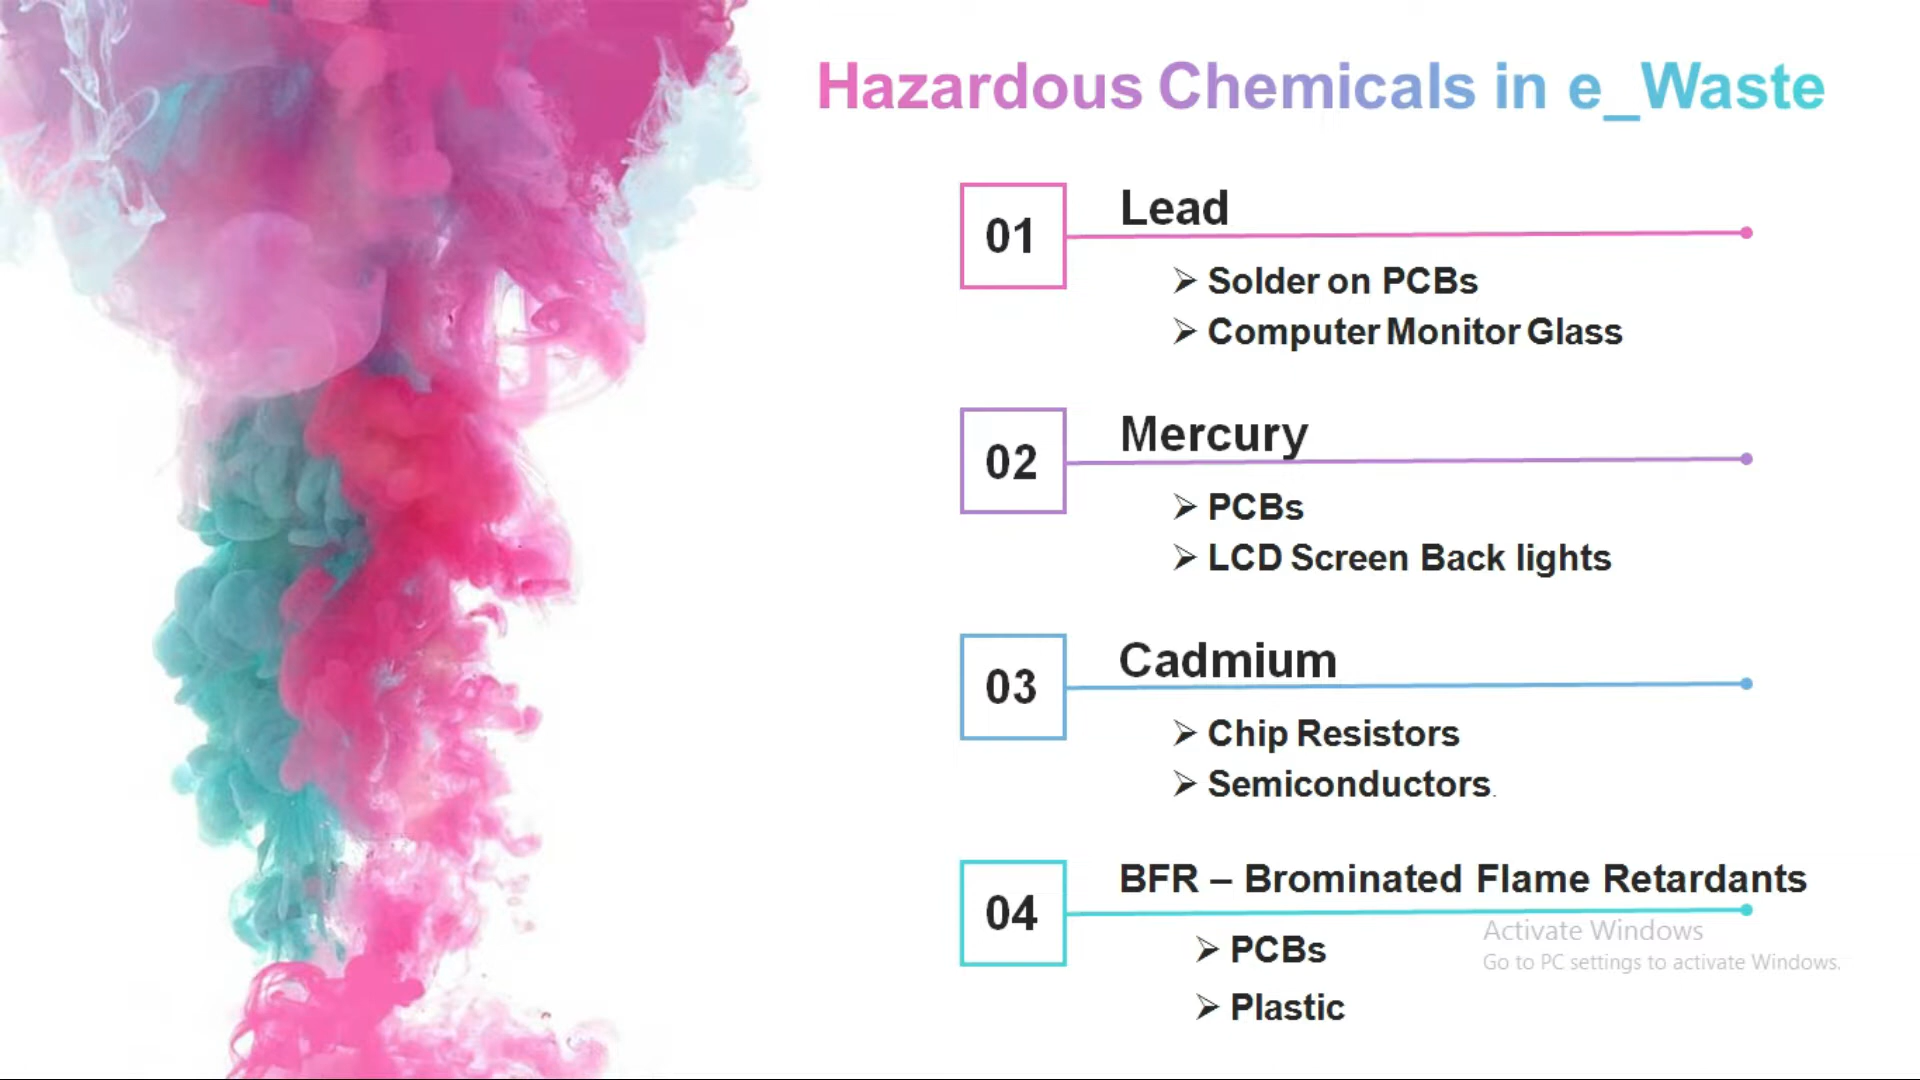 Hazardous Chemicals in e_Waste
01
Lead
➢ Solder on PCBs
➢ Computer Monitor Glass
02
Mercury
➢ PCBs
➢ LCD Screen Back lights
03
Cadmium
➢ Chip Resistors
➢ Semiconductors.
04
BFR – Brominated Flame Retardants
➢ PCBs
➢ Plastic
Activate Windows
Go to PC settings to activate Windows.